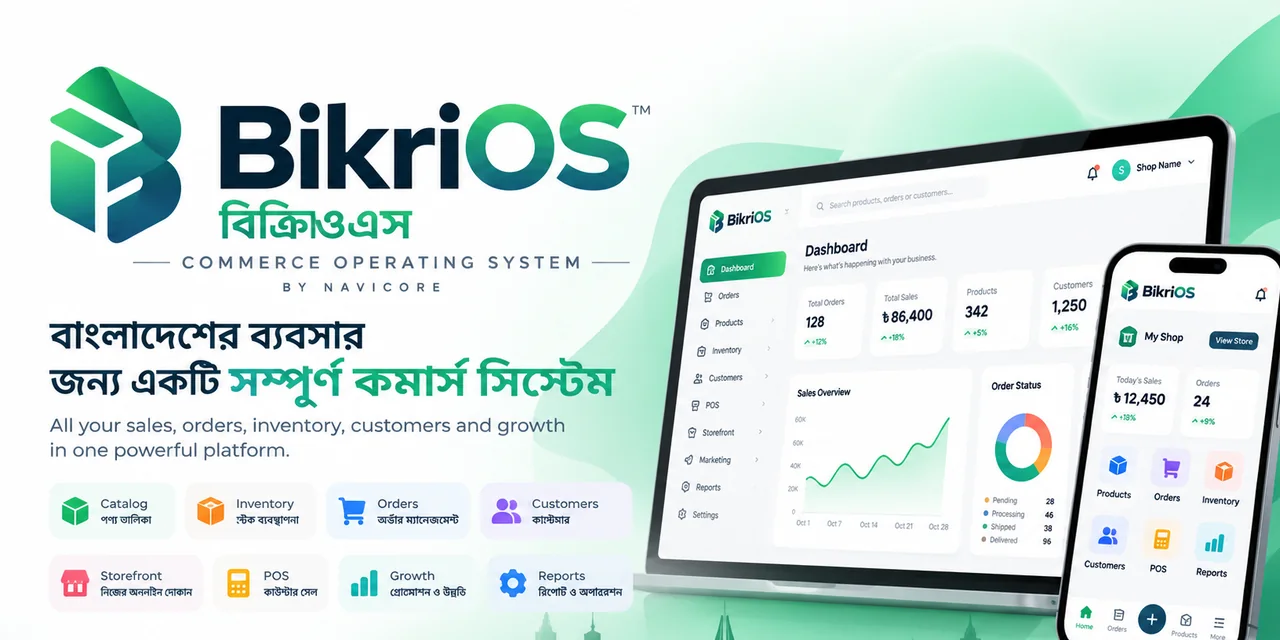 BikriOS™
বিক্রিওএস
COMMERCE OPERATING SYSTEM
BY NAVICORE
বাংলাদেশের ব্যবসার
জন্য একটি সম্পুর্ণ কমার্স সিস্টেম
All your sales, orders, inventory, customers and growth
in one powerful platform.
Catalog
পণ্য তালিকা
Inventory
স্টক ব্যবস্থাপনা
Orders
অর্ডার ম্যানেজমেন্ট
Customers
কাস্টমার
Storefront
নিজের অনলাইন দোকান
POS
কাউন্টার সেল
Growth
প্রোমোশন ও উন্নতি
Reports
রিপোর্ট ও অপারেশন
BikriOS
Search products, orders or customers...
S
Shop Name
Dashboard
Orders
Products
Inventory
Customers
POS
Storefront
Marketing
Reports
Settings
Dashboard
Here's what's happening with your business.
Total Orders
128
+12%
Total Sales
৳ 86,400
+18%
Products
342
+5%
Customers
1,250
+16%
Sales Overview
60K
60K
40K
20K
0
Oct 1
Oct 7
Oct 14
Oct 21
Oct 28
Order Status
Pending 28
Processing 46
Shipped 38
Delivered 96
BikriOS
My Shop
View Store
Today's Sales
৳ 12,450
+18%
Orders
24
+9%
Products
Orders
Inventory
Customers
POS
Reports
Home
Orders
+
Products
More